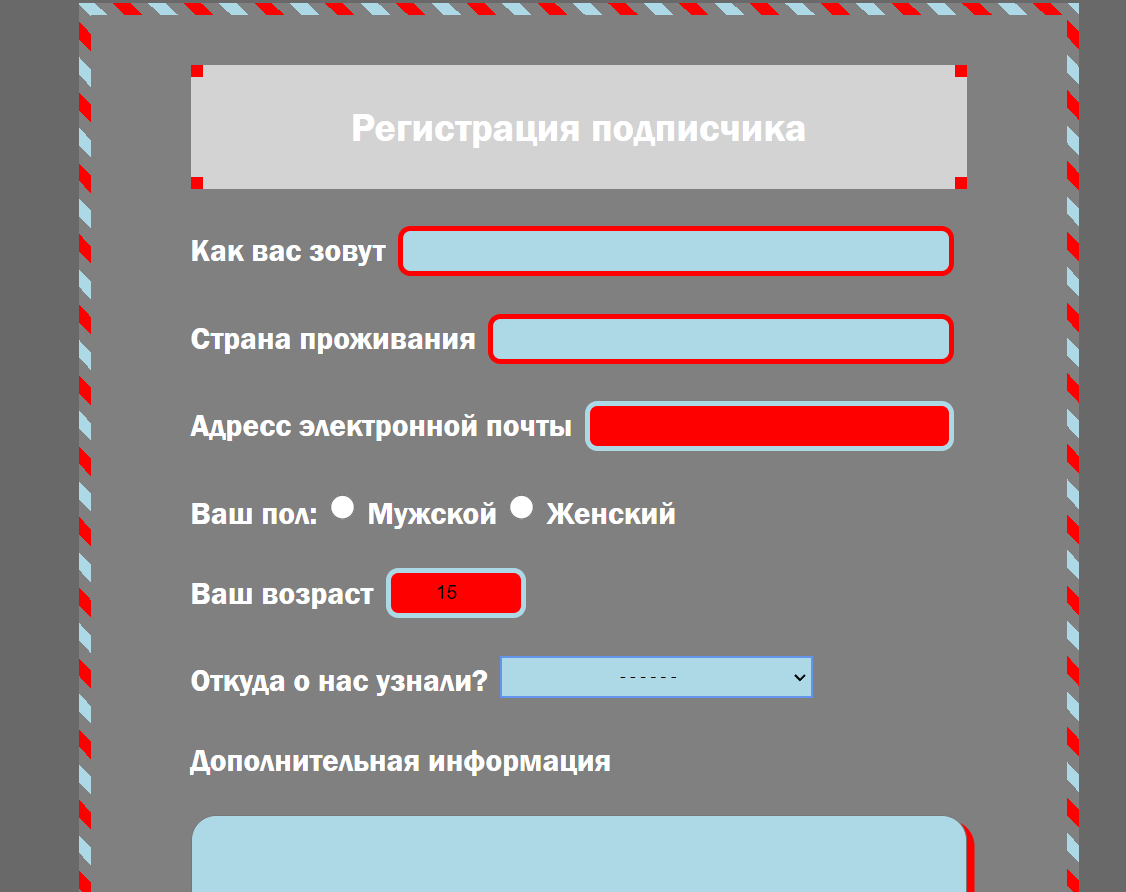 Регистрация подписчика
Как вас зовут
Страна проживания
Адресс электронной почты
Ваш пол: Мужской Женский
Ваш возраст 15
Откуда о нас узнали? ------
Дополнительная информация